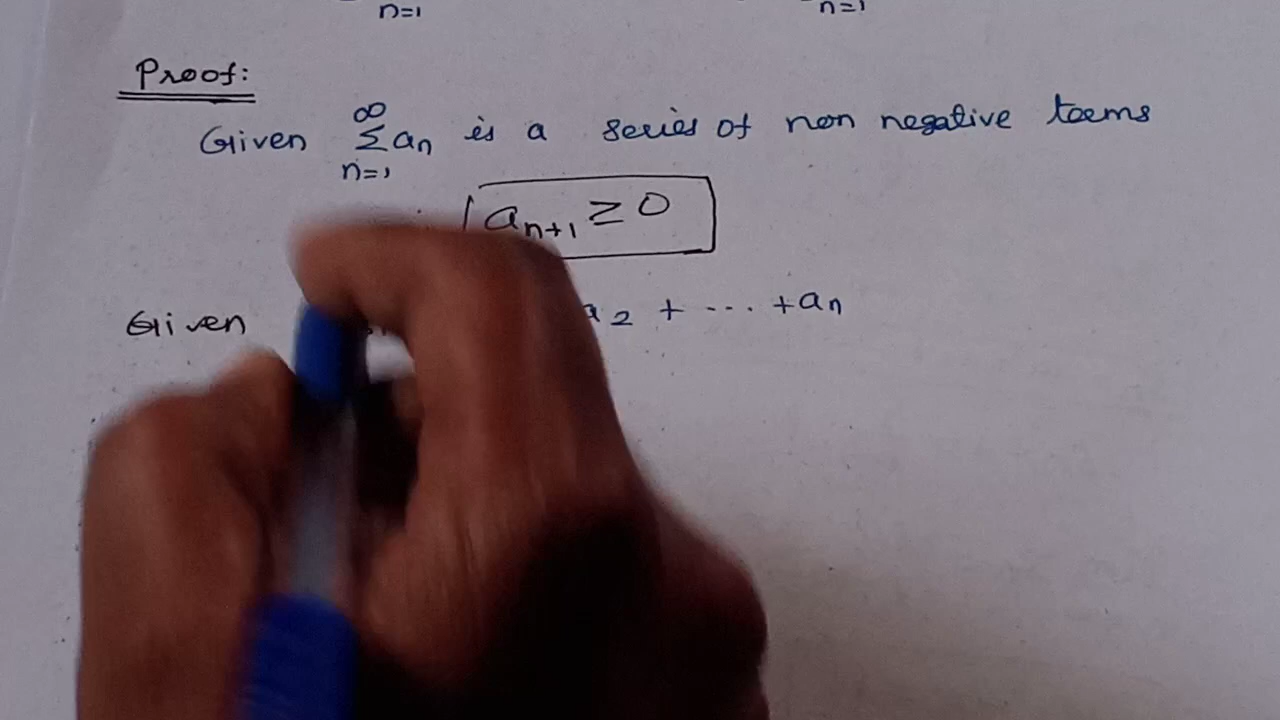 n=1 n=1
Proof:
∞
Given Σ aₙ is a series of non negative terms
n=1
aₙ₊₁ ≥ 0
Given a₂ + ... + aₙ